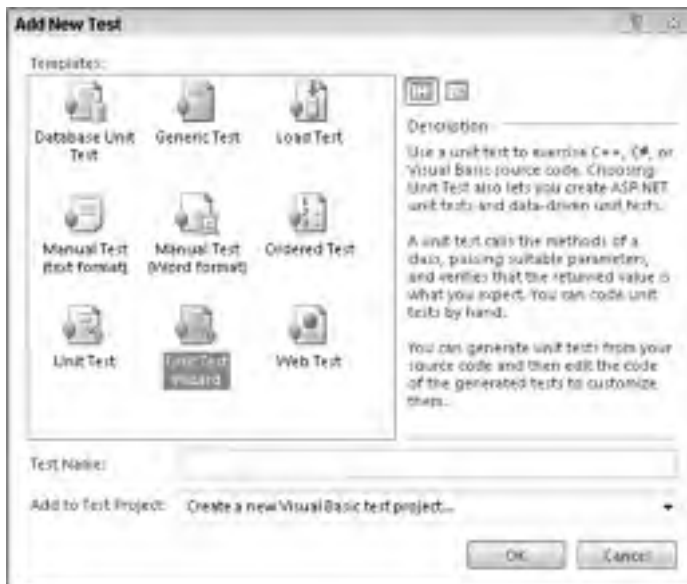 Add New Test
Templates:
Database Unit
Test
Generic Test
Load Test
Manual Test
(text format)
Manual Test
(Word format)
Ordered Test
Unit Test
Unit Test
Wizard
Web Test
Description
Use a unit test to exercise C++, C#, or
Visual Basic source code. Choosing
Unit Test also lets you create ASP.NET
unit tests and data-driven unit tests.
A unit test calls the methods of a
class, passing suitable parameters,
and verifies that the returned value is
what you expect. You can code unit
tests by hand.
You can generate unit tests from your
source code and then edit the code
of the generated tests to customize
them.
Test Name:
Add to Test Project: Create a new Visual Basic test project...
OK
Cancel